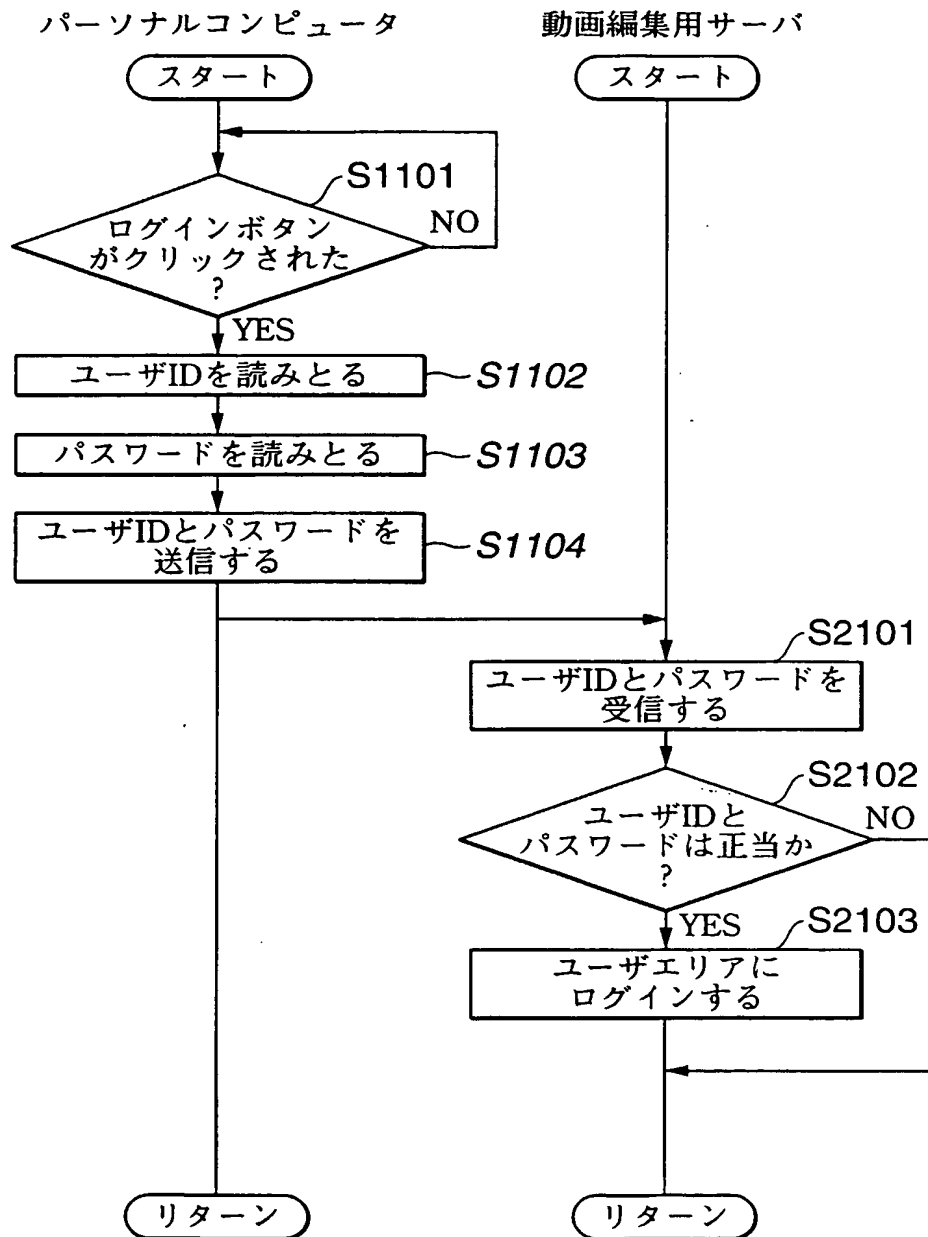 パーソナルコンピュータ
動画編集用サーバ
スタート
スタート
S1101
ログインボタン
がクリックされた
?
NO
YES
ユーザIDを読みとる
S1102
パスワードを読みとる
S1103
ユーザIDとパスワードを
送信する
S1104
S2101
ユーザIDとパスワードを
受信する
S2102
ユーザIDと
パスワードは正当か
?
NO
YES
S2103
ユーザエリアに
ログインする
リターン
リターン